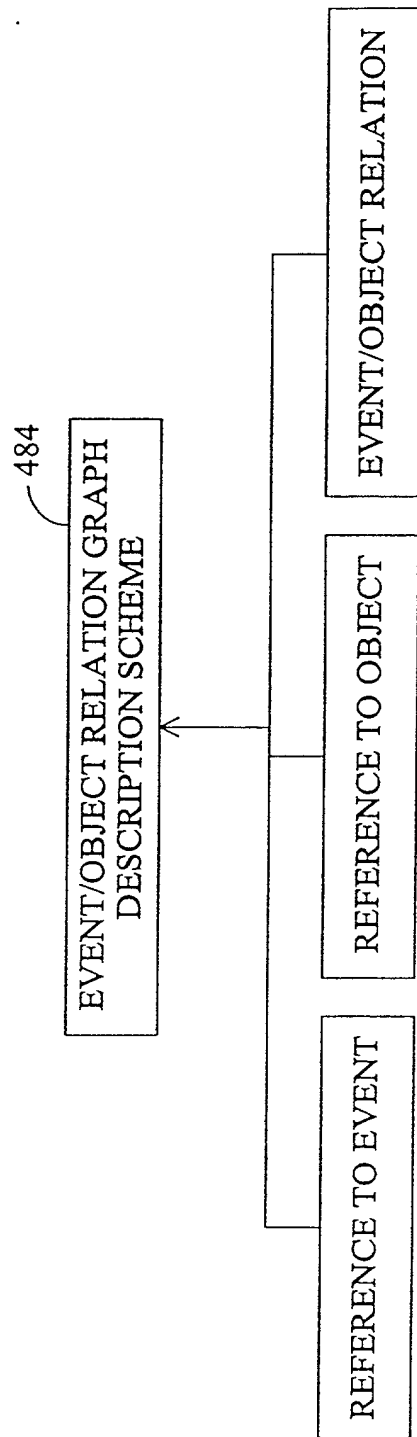 484
EVENT/OBJECT RELATION GRAPH
DESCRIPTION SCHEME
REFERENCE TO EVENT
REFERENCE TO OBJECT
EVENT/OBJECT RELATION